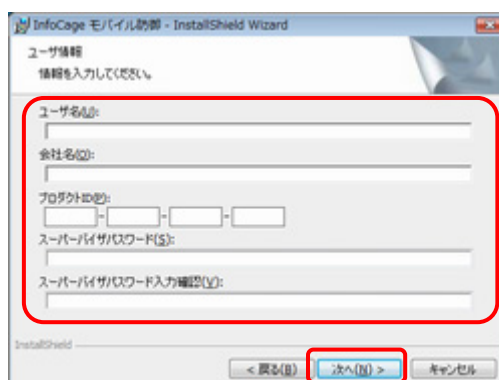 InfoCage モバイル防御 - InstallShield Wizard
ユーザ情報
情報を入力してください。
ユーザ名(U):
会社名(O):
プロダクトID(P):
- - -
スーパーバイザパスワード(S):
スーパーバイザパスワード入力確認(V):
InstallShield
< 戻る(B) 次へ(N) > キャンセル